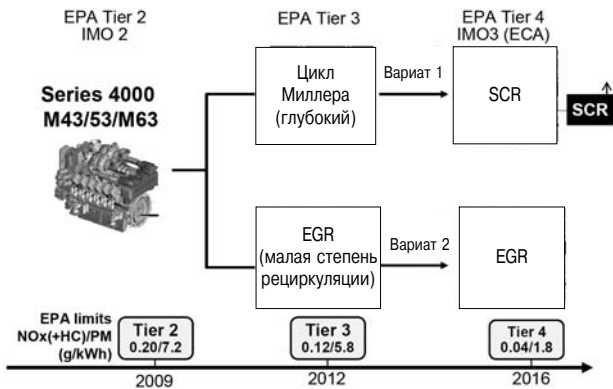 EPA Tier 2
IMO 2
EPA Tier 3
EPA Tier 4
IMO3 (ECA)
Series 4000
M43/53/M63
Цикл
Миллера
(глубокий)
Вариат 1
SCR
SCR
EGR
(малая степень
рециркуляции)
Вариат 2
EGR
EPA limits
NOx(+HC)/PM
(g/kWh)
Tier 2
0.20/7.2
Tier 3
0.12/5.8
Tier 4
0.04/1.8
2009
2012
2016